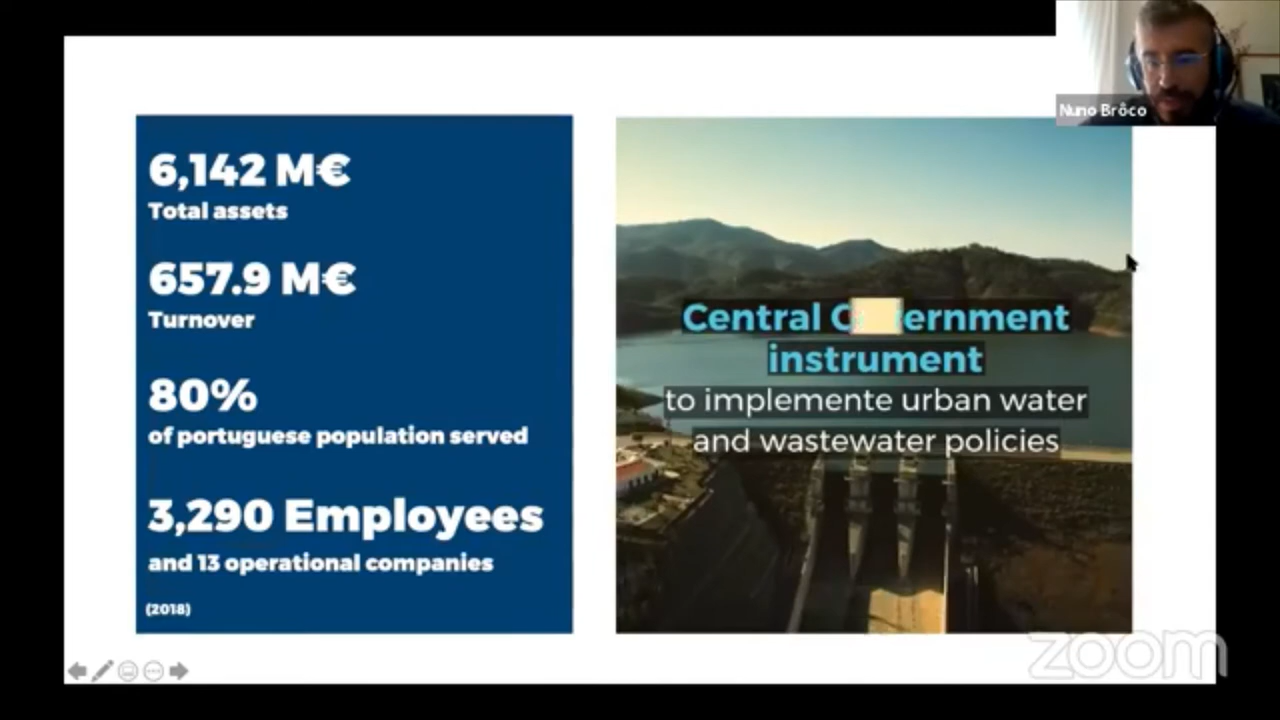 Nuno Brôco
6,142 M€
Total assets
657.9 M€
Turnover
80%
of portuguese population served
3,290 Employees
and 13 operational companies
(2018)
Central
instrument
to implemente urban water
and wastewater policies
zoom